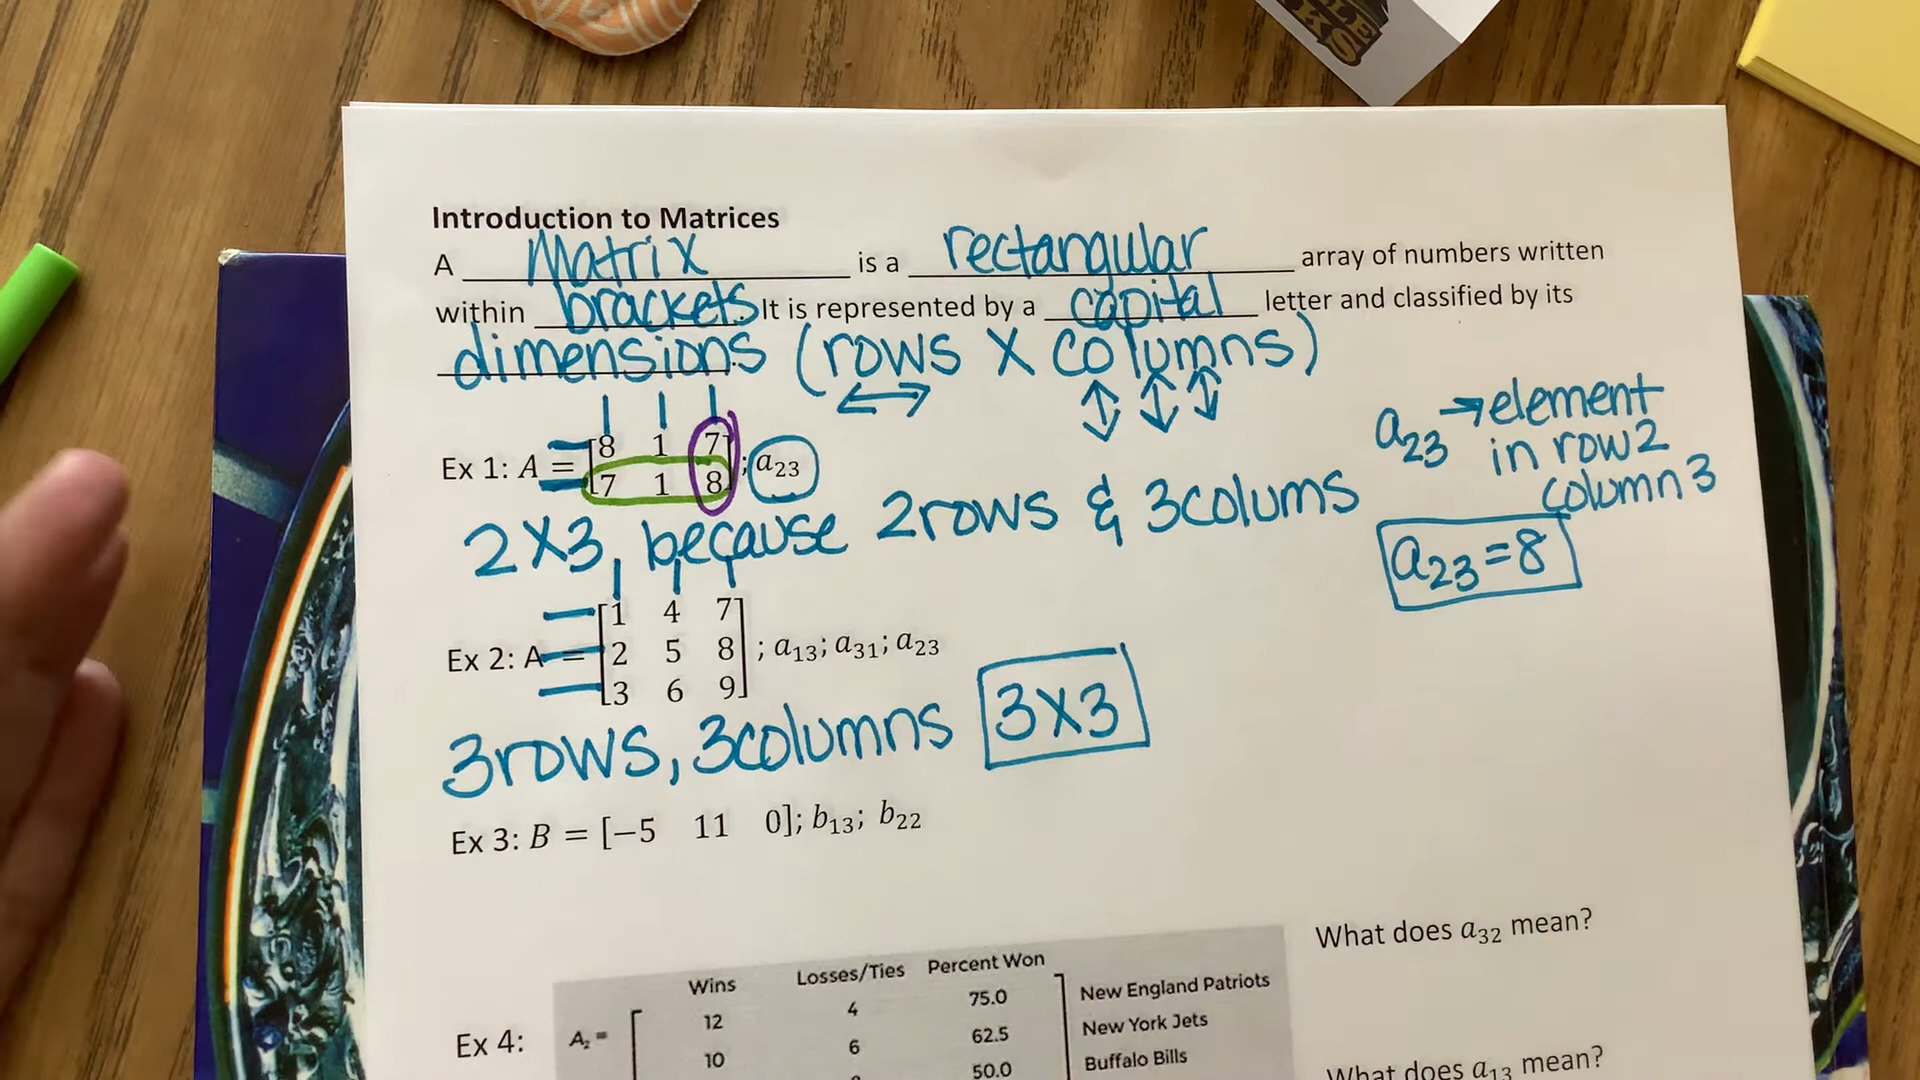 Introduction to Matrices
A Matrix is a rectangular array of numbers written
within brackets It is represented by a capital letter and classified by its
dimensions. (rows X columns)
Ex 1: A = [8 1 7
7 1 8] ; a23
a23 → element
in row 2
column 3
2X3, because 2rows & 3colums
a23 = 8
Ex 2: A = [1 4 7
2 5 8
3 6 9] ; a13; a31; a23
3rows, 3columns 3X3
Ex 3: B = [−5 11 0]; b13; b22
What does a32 mean?
Wins Losses/Ties Percent Won
Ex 4: A2 = [12 4 75.0] New England Patriots
10 6 62.5 New York Jets
50.0 Buffalo Bills
What does a13 mean?